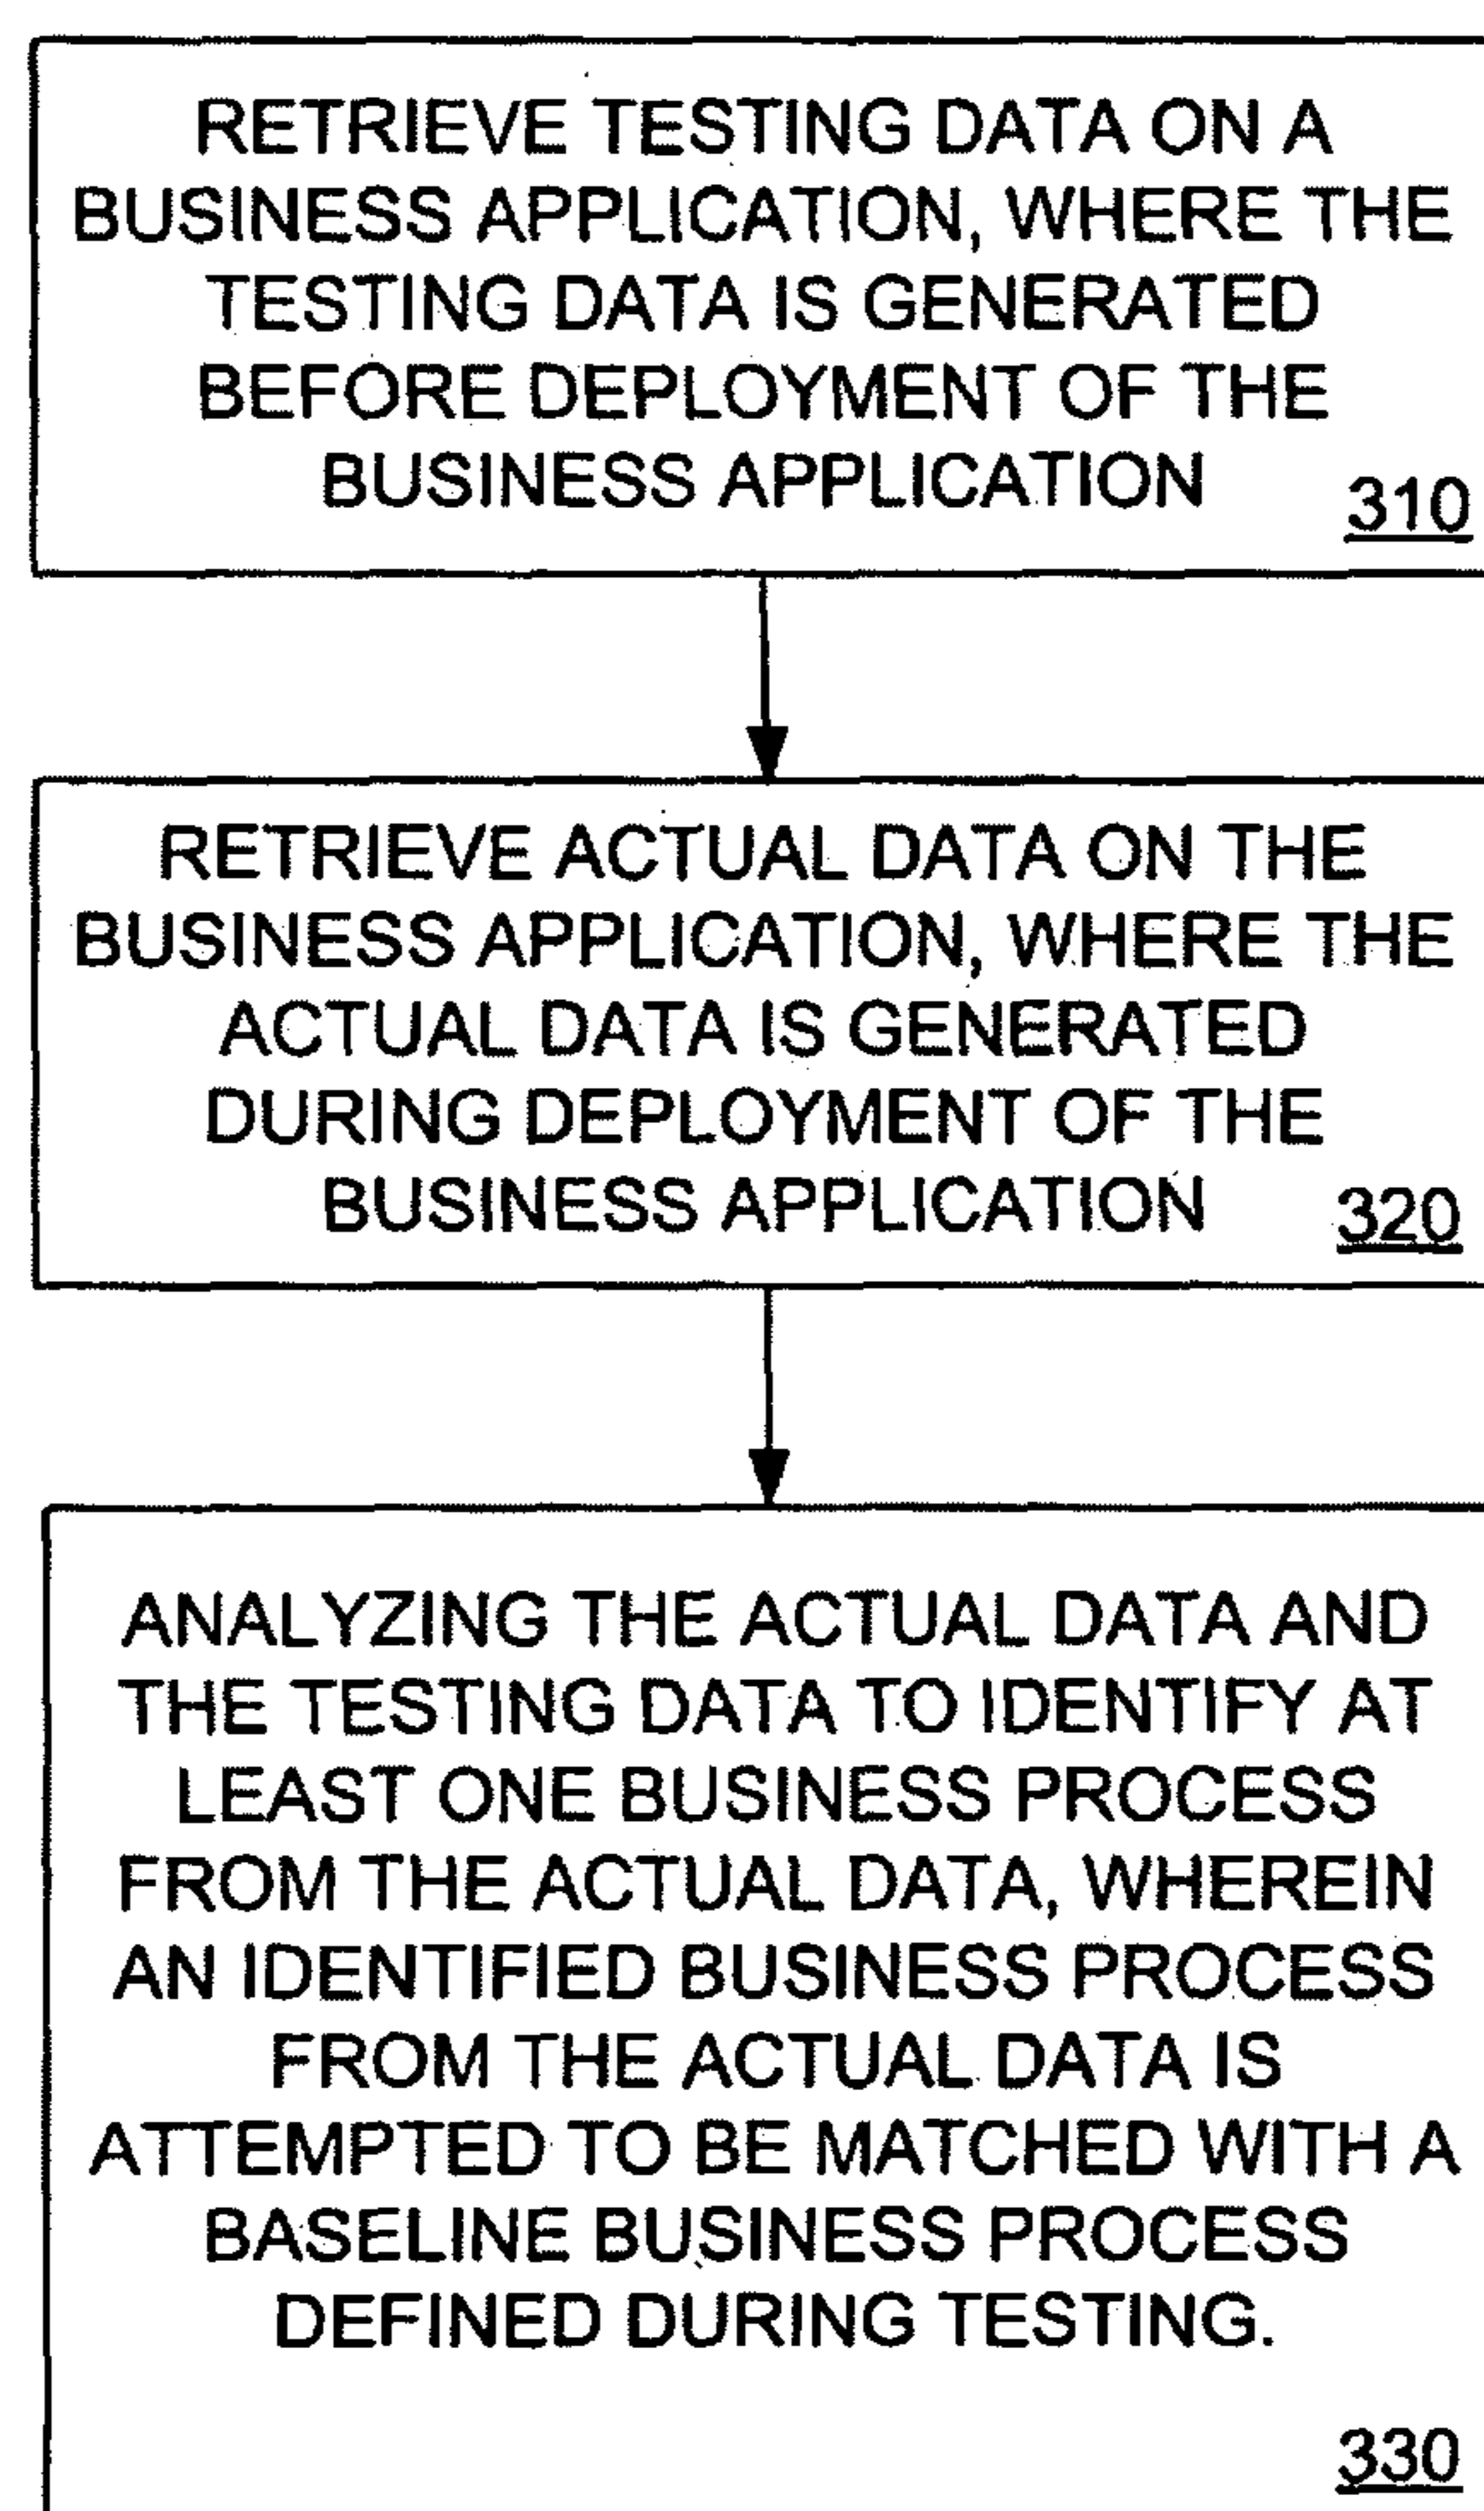 RETRIEVE TESTING DATA ON A
BUSINESS APPLICATION, WHERE THE
TESTING DATA IS GENERATED
BEFORE DEPLOYMENT OF THE
BUSINESS APPLICATION
310
RETRIEVE ACTUAL DATA ON THE
BUSINESS APPLICATION, WHERE THE
ACTUAL DATA IS GENERATED
DURING DEPLOYMENT OF THE
BUSINESS APPLICATION
320
ANALYZING THE ACTUAL DATA AND
THE TESTING DATA TO IDENTIFY AT
LEAST ONE BUSINESS PROCESS
FROM THE ACTUAL DATA, WHEREIN
AN IDENTIFIED BUSINESS PROCESS
FROM THE ACTUAL DATA IS
ATTEMPTED TO BE MATCHED WITH A
BASELINE BUSINESS PROCESS
DEFINED DURING TESTING.
330